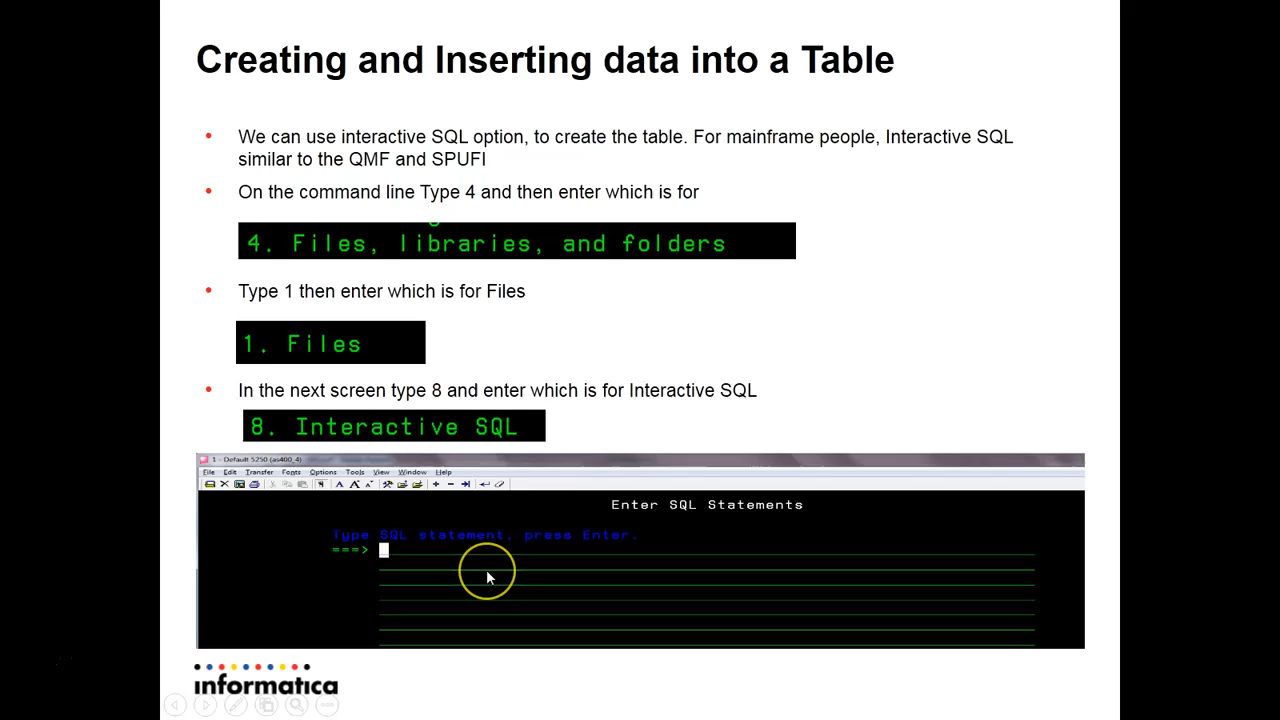 Creating and Inserting data into a Table
• We can use interactive SQL option, to create the table. For mainframe people, Interactive SQL
similar to the QMF and SPUFI
• On the command line Type 4 and then enter which is for
4. Files, libraries, and folders
• Type 1 then enter which is for Files
1. Files
• In the next screen type 8 and enter which is for Interactive SQL
8. Interactive SQL
1 - Default 5250 (as400_4)
File Edit Transfer Fonts Options Tools View Window Help
Enter SQL Statements
Type SQL statement, press Enter.
===>
informatica